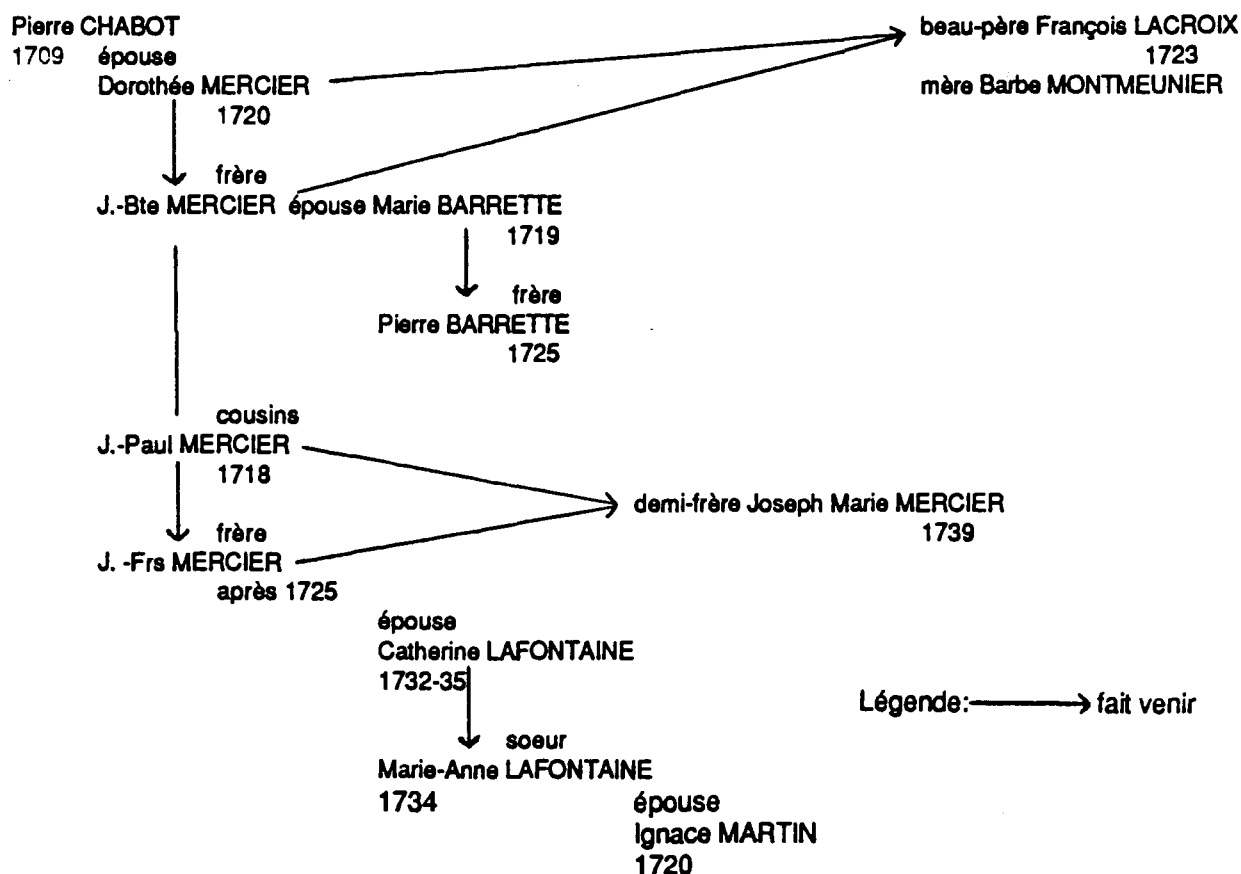 Pierre CHABOT
1709 épouse
Dorothée MERCIER
1720
beau-père François LACROIX
1723
mère Barbe MONTMEUNIER
frère
J.-Bte MERCIER épouse Marie BARRETTE
1719
frère
Pierre BARRETTE
1725
cousins
J.-Paul MERCIER
1718
demi-frère Joseph Marie MERCIER
1739
frère
J. -Frs MERCIER
après 1725
épouse
Catherine LAFONTAINE
1732-35
Légende: fait venir
soeur
Marie-Anne LAFONTAINE
1734
épouse
Ignace MARTIN
1720